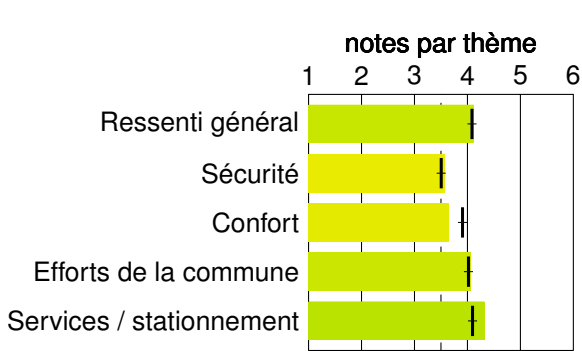 notes par thème
1 2 3 4 5 6
Ressenti général
Sécurité
Confort
Efforts de la commune
Services / stationnement